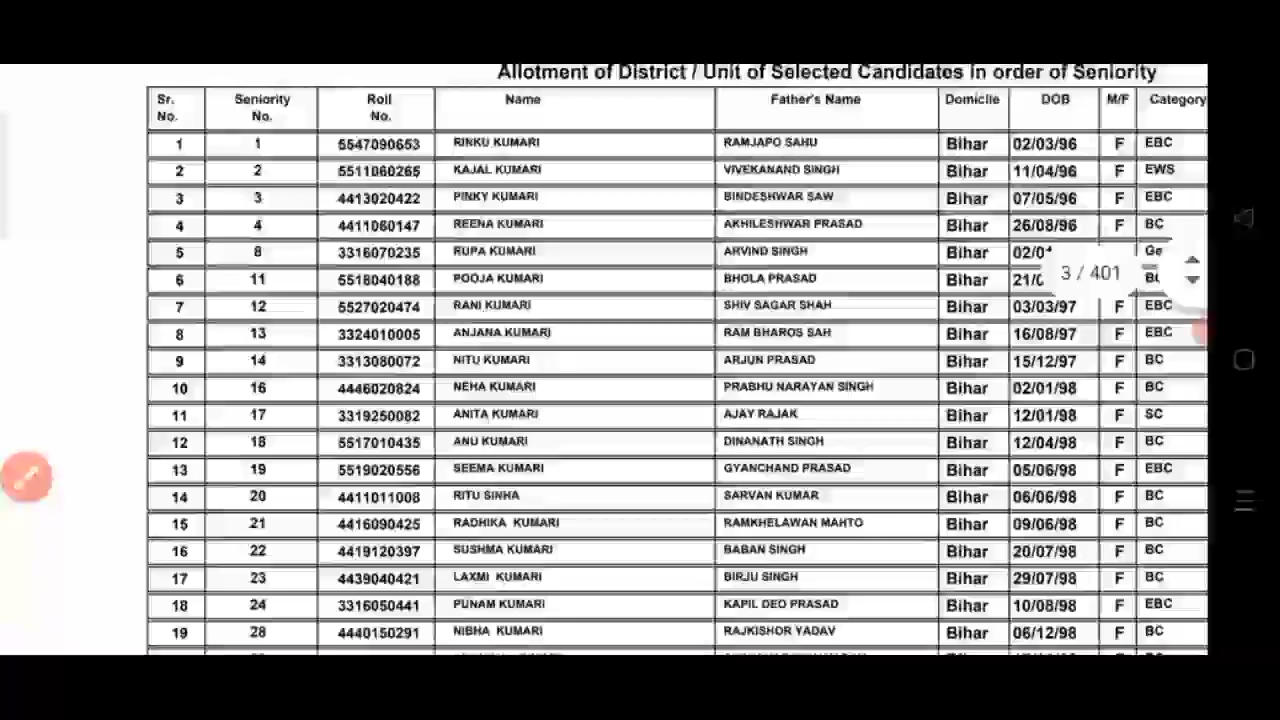 Allotment of District / Unit of Selected Candidates in order of Seniority
Sr. No. Seniority No. Roll No. Name Father's Name Domicile DOB M/F Category
1 1 5547090653 RINKU KUMARI RAMJAPO SAHU Bihar 02/03/96 F EBC
2 2 5511060265 KAJAL KUMARI VIVEKANAND SINGH Bihar 11/04/96 F EWS
3 3 4413020422 PINKY KUMARI BINDESHWAR SAW Bihar 07/05/96 F EBC
4 4 4411060147 REENA KUMARI AKHILESHWAR PRASAD Bihar 26/08/96 F BC
5 8 3316070235 RUPA KUMARI ARVIND SINGH Bihar
3 / 401
6 11 5518040188 POOJA KUMARI BHOLA PRASAD Bihar
7 12 5527020474 RANI KUMARI SHIV SAGAR SHAH Bihar 03/03/97 F EBC
8 13 3324010005 ANJANA KUMARI RAM BHAROS SAH Bihar 16/08/97 F EBC
9 14 3313080072 NITU KUMARI ARJUN PRASAD Bihar 15/12/97 F BC
10 16 4446020824 NEHA KUMARI PRABHU NARAYAN SINGH Bihar 02/01/98 F BC
11 17 3319250082 ANITA KUMARI AJAY RAJAK Bihar 12/01/98 F SC
12 18 5517010435 ANU KUMARI DINANATH SINGH Bihar 12/04/98 F BC
13 19 5519020556 SEEMA KUMARI GYANCHAND PRASAD Bihar 05/06/98 F EBC
14 20 4411011008 RITU SINHA SARVAN KUMAR Bihar 06/06/98 F BC
15 21 4416090425 RADHIKA KUMARI RAMKHELAWAN MAHTO Bihar 09/06/98 F BC
16 22 4419120397 SUSHMA KUMARI BABAN SINGH Bihar 20/07/98 F BC
17 23 4439040421 LAXMI KUMARI BIRJU SINGH Bihar 29/07/98 F BC
18 24 3316050441 PUNAM KUMARI KAPIL DEO PRASAD Bihar 10/08/98 F EBC
19 28 4440150291 NIBHA KUMARI RAJKISHOR YADAV Bihar 06/12/98 F BC